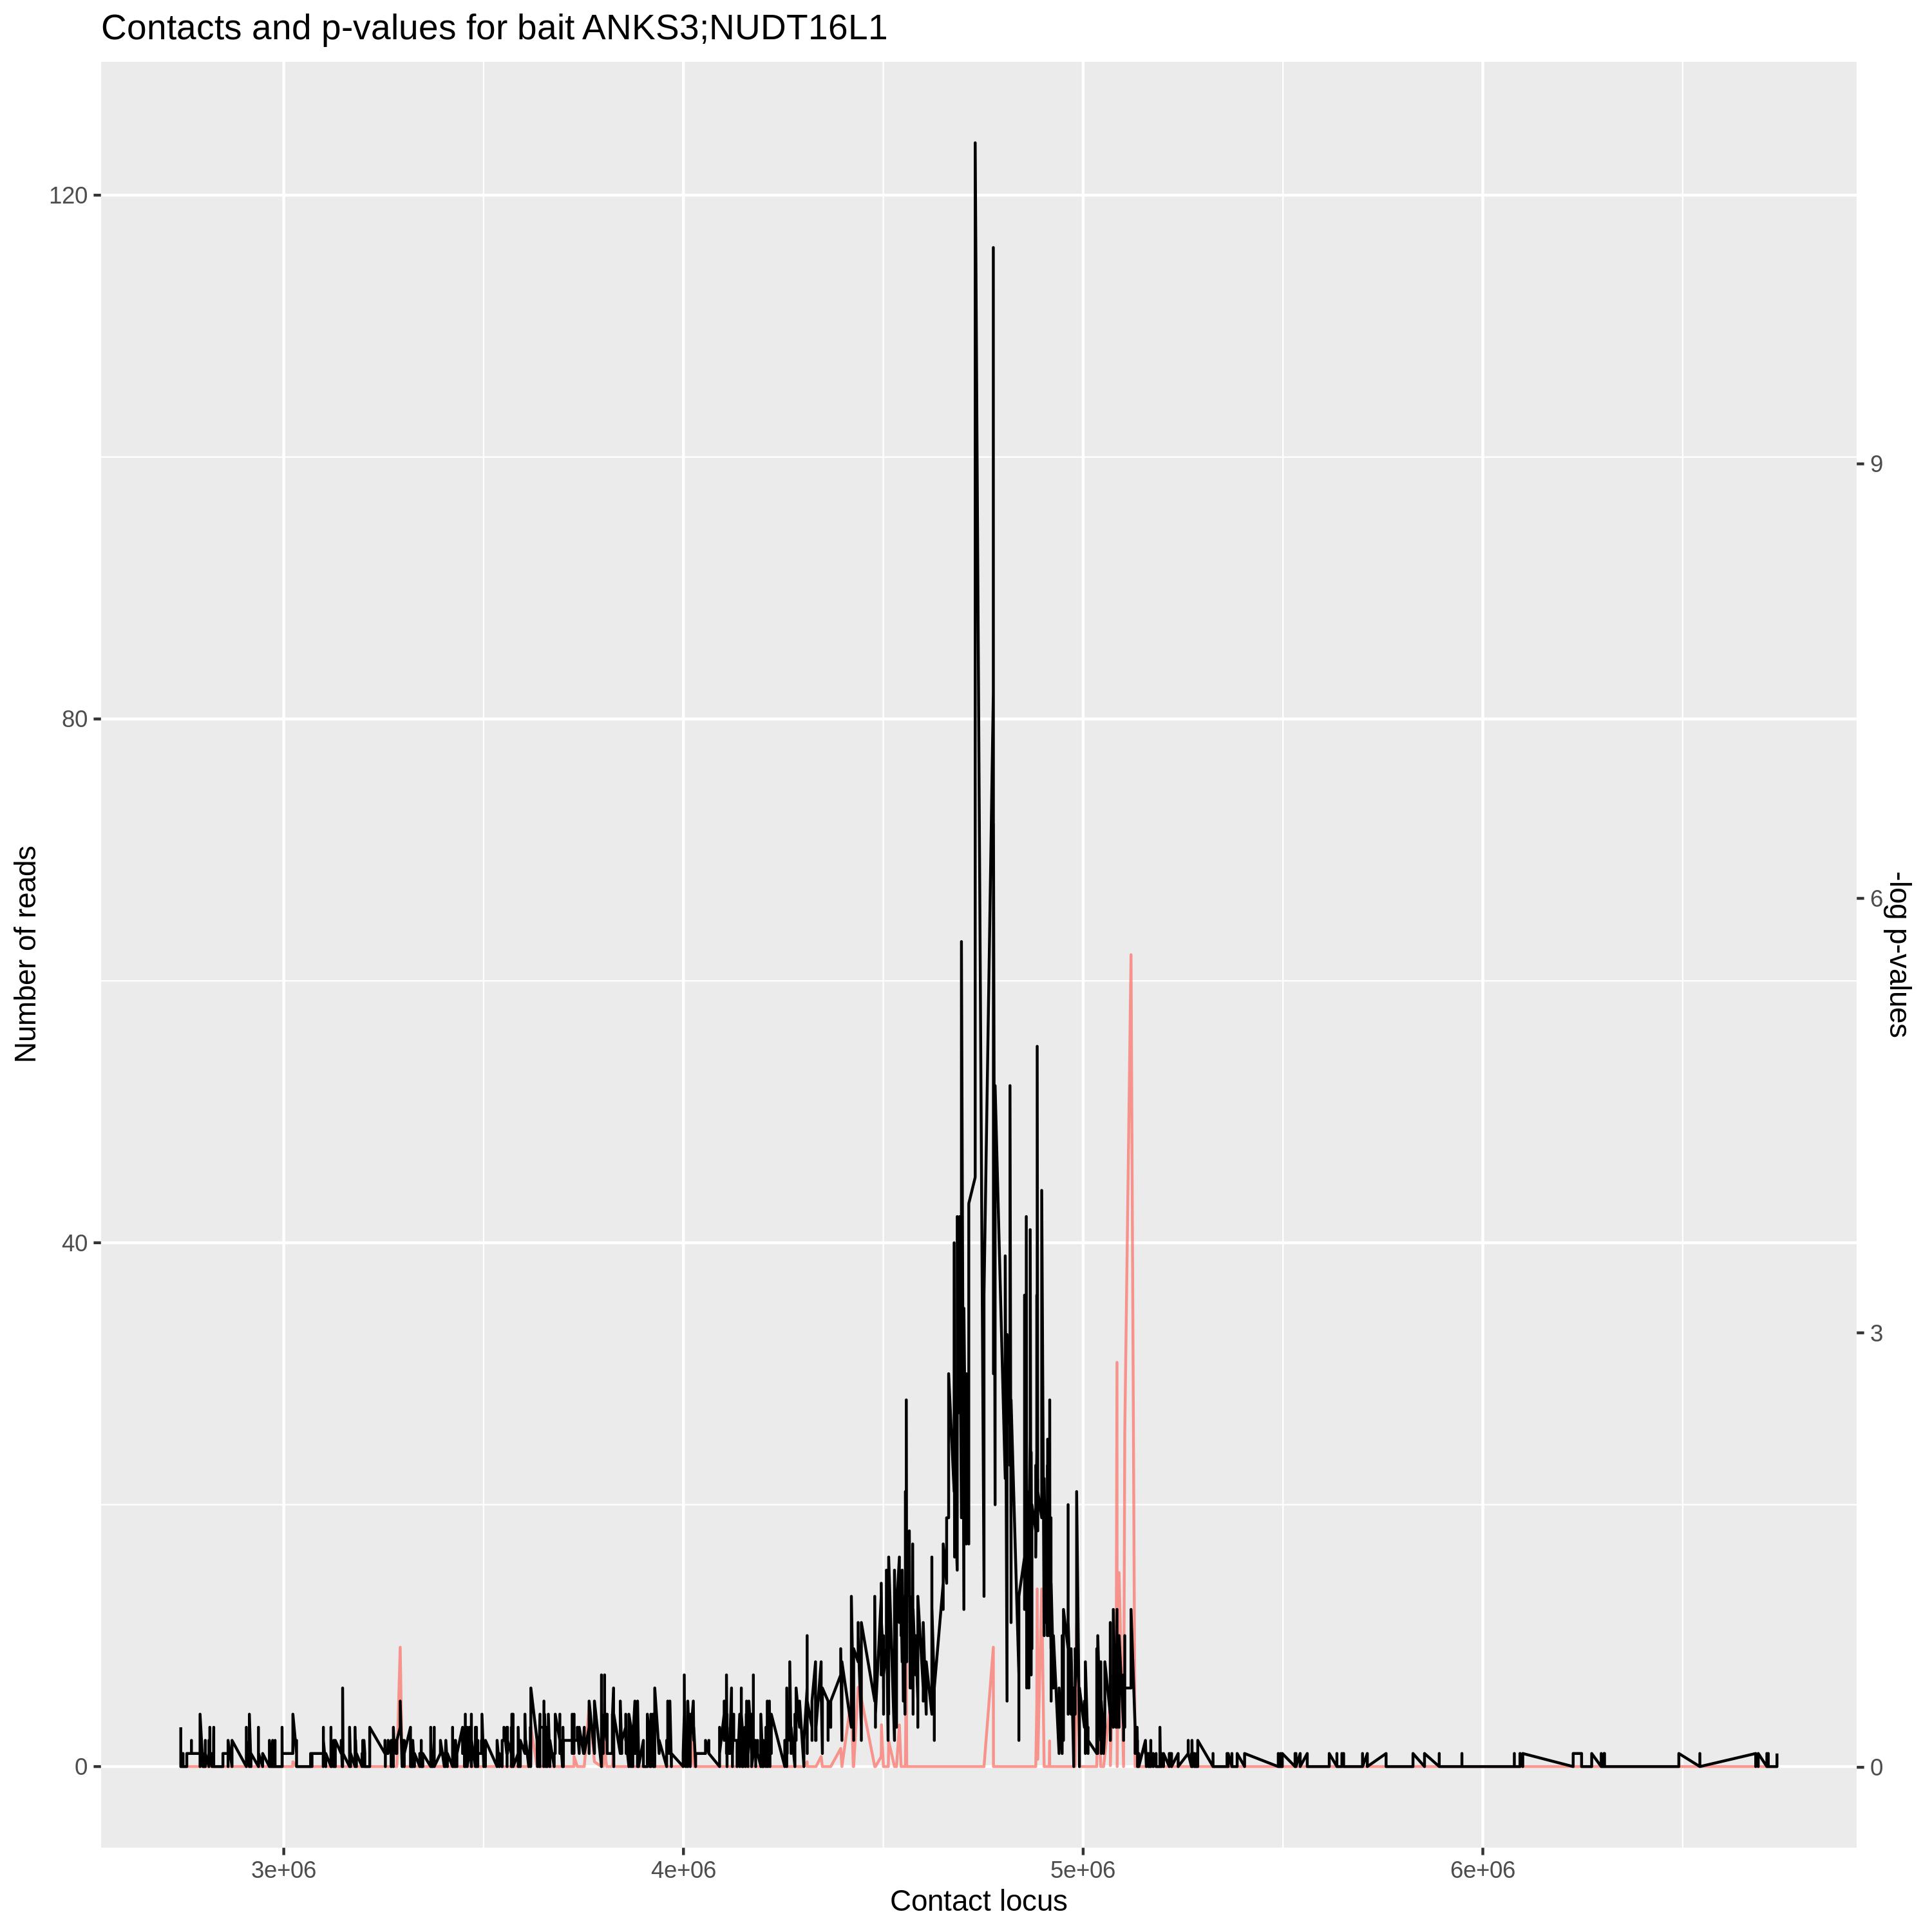 Contacts and p-values for bait ANKS3;NUDT16L1
120
80
40
0
Number of reads
9
6
3
0
-log p-values
3e+06
4e+06
5e+06
6e+06
Contact locus